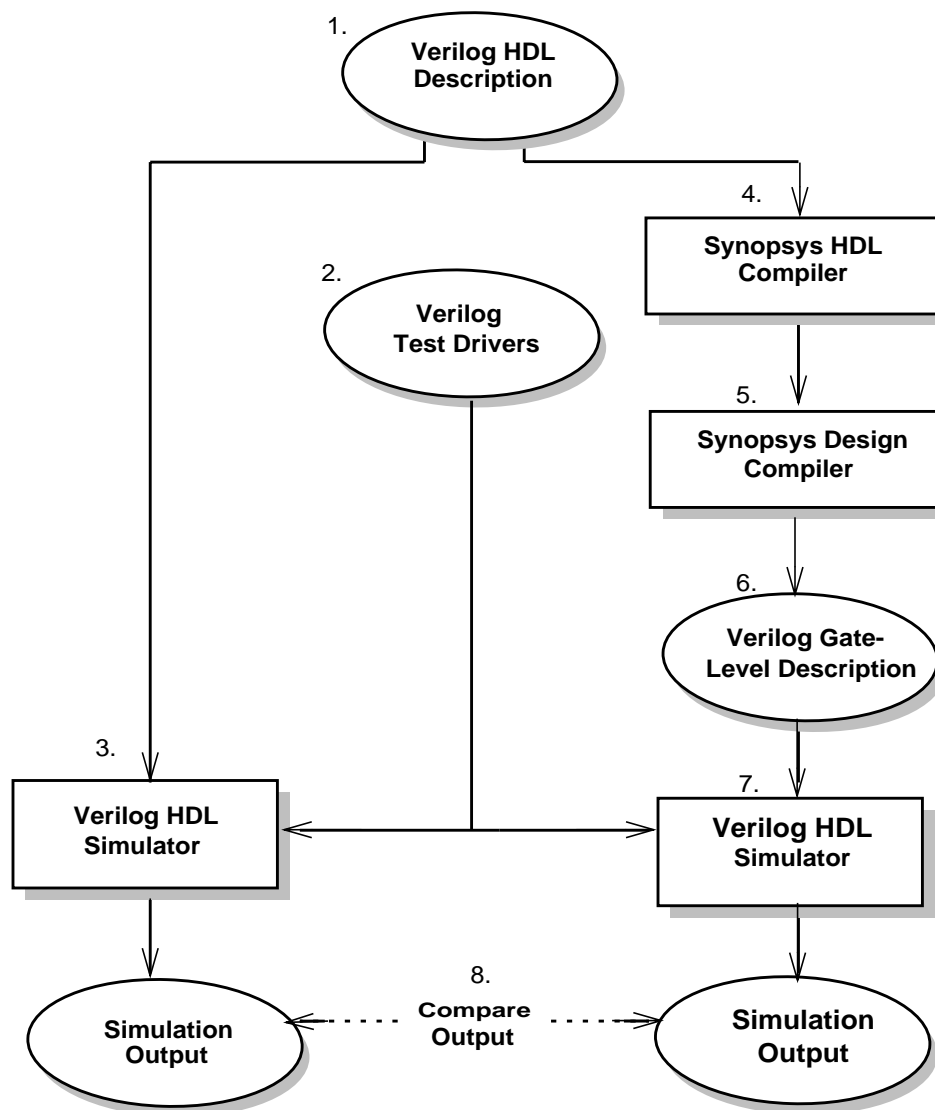 1.
Verilog HDL
Description
4.
Synopsys HDL
Compiler
2.
Verilog
Test Drivers
5.
Synopsys Design
Compiler
6.
Verilog Gate-
Level Description
3.
Verilog HDL
Simulator
7.
Verilog HDL
Simulator
8.
Compare
Output
Simulation
Output
Simulation
Output